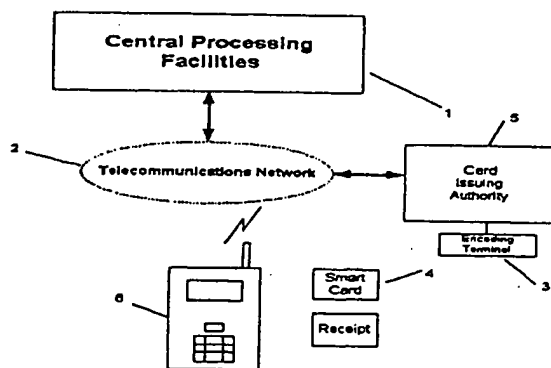 Central Processing
Facilities
1
5
2
Telecommunications Network
Card
Issuing
Authority
Encoding
Terminal
4
3
Smart
Card
6
Receipt